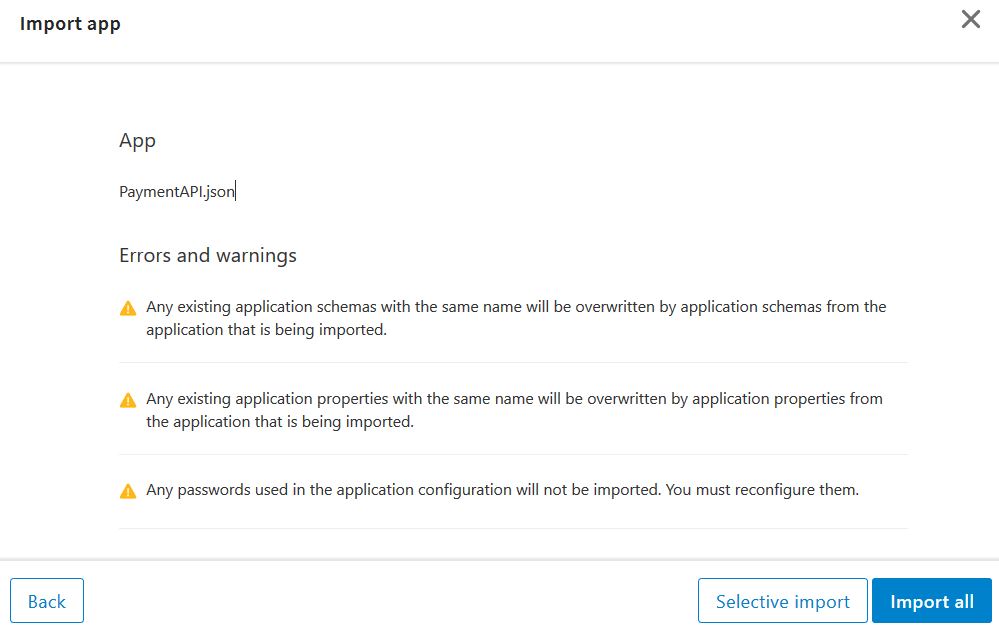 Import app
App
PaymentAPI.json
Errors and warnings
Any existing application schemas with the same name will be overwritten by application schemas from the
application that is being imported.
Any existing application properties with the same name will be overwritten by application properties from
the application that is being imported.
Any passwords used in the application configuration will not be imported. You must reconfigure them.
Back
Selective import
Import all